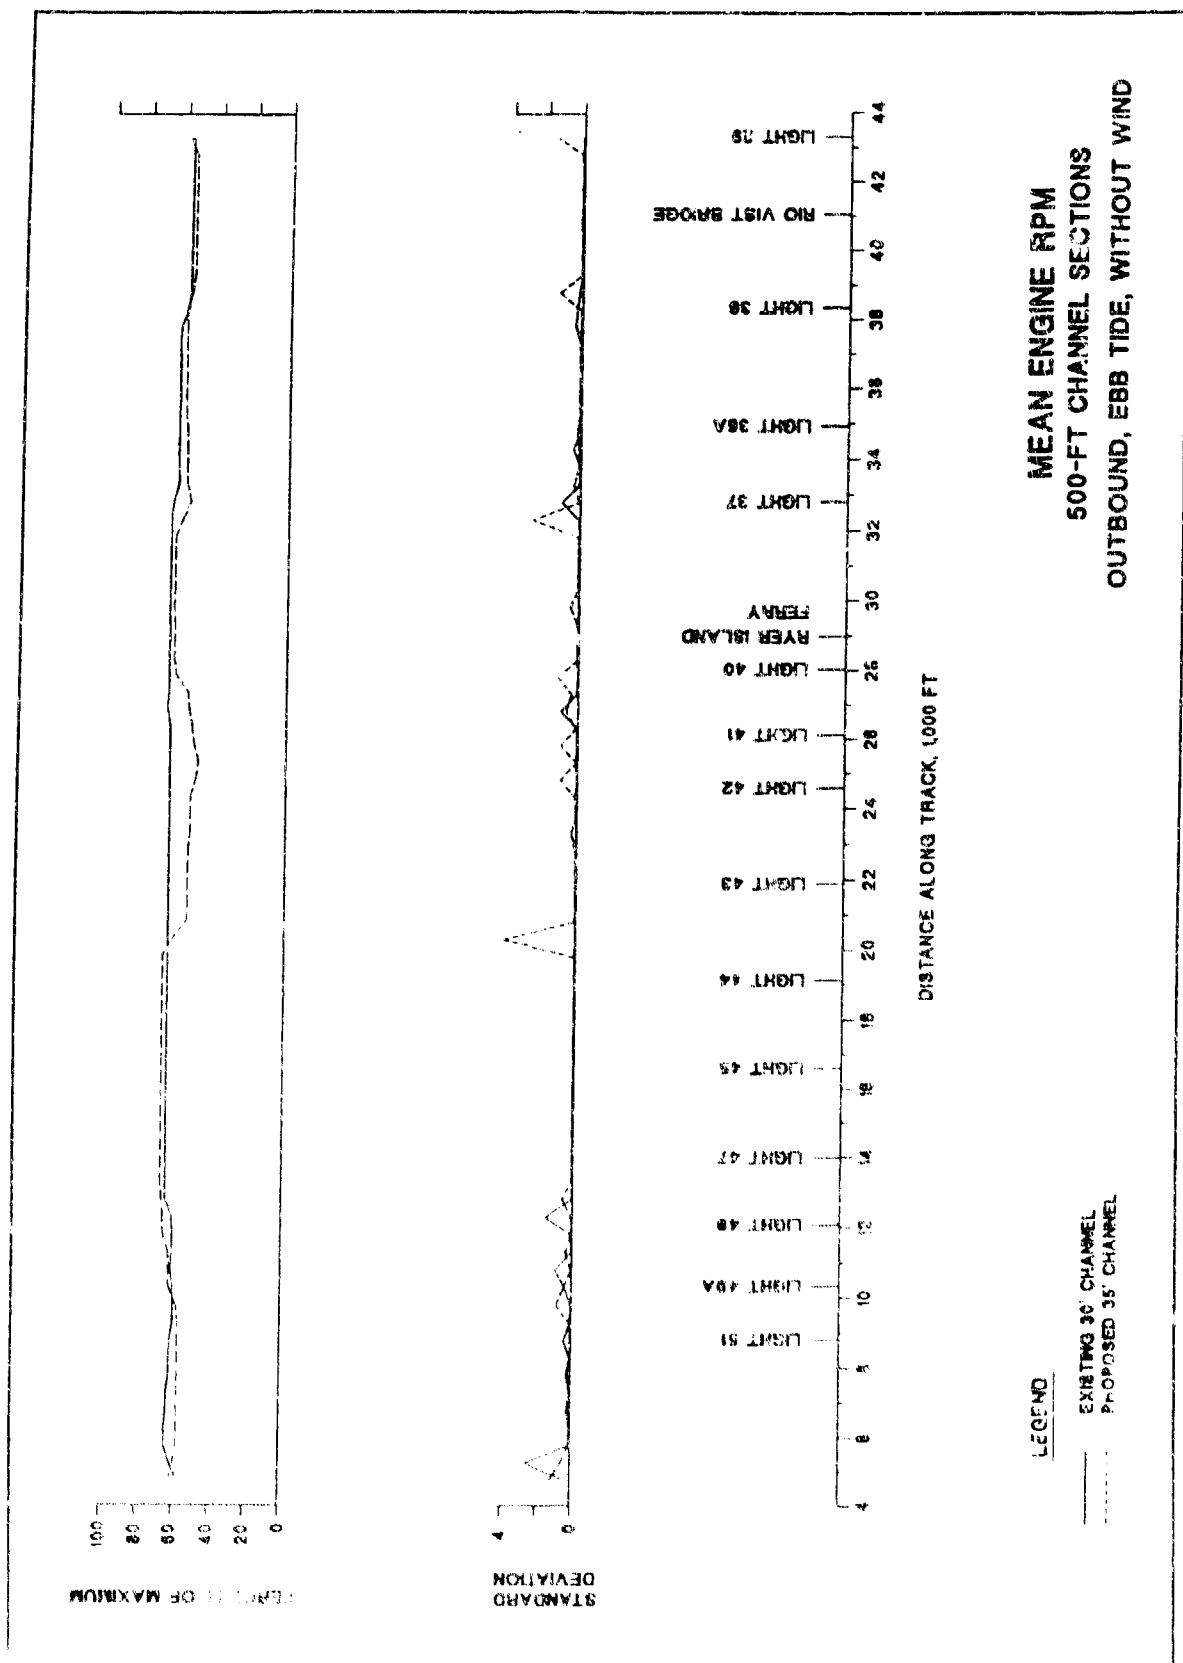 OF MAXIMUM
100
80
60
40
20
0
STANDARD
DEVIATION
4
2
0
LIGHT 51
LIGHT 49A
LIGHT 48
LIGHT 47
LIGHT 45
LIGHT 44
LIGHT 43
LIGHT 42
LIGHT 41
LIGHT 40
RYER ISLAND
FERRY
LIGHT 37
LIGHT 36A
LIGHT 36
RIO VIST BRIDGE
LIGHT
4
6
8
10
12
14
16
18
20
22
24
26
28
30
32
34
36
38
40
42
44
DISTANCE ALONG TRACK, 1,000 FT
LEGEND
EXISTING 30' CHANNEL
PROPOSED 35' CHANNEL
MEAN ENGINE RPM
500-FT CHANNEL SECTIONS
OUTBOUND, EBB TIDE, WITHOUT WIND